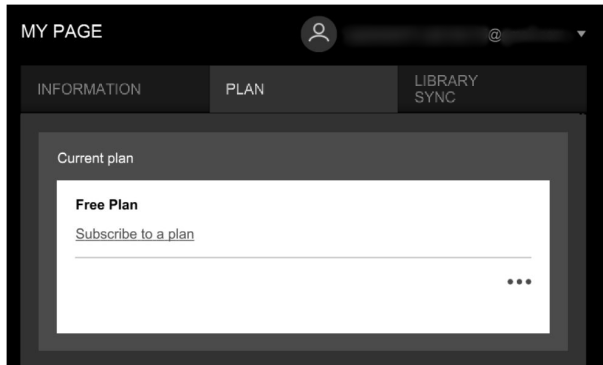 MY PAGE
@
INFORMATION
PLAN
LIBRARY
SYNC
Current plan
Free Plan
Subscribe to a plan